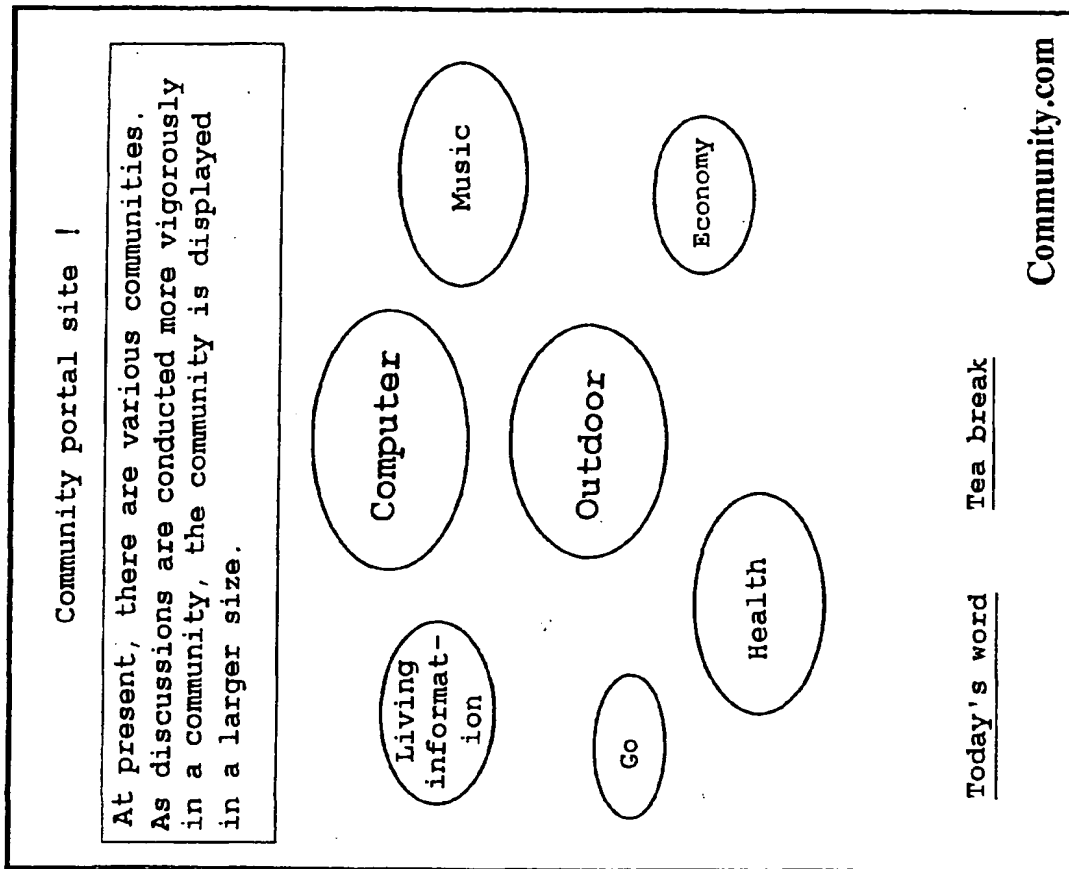 Community portal site !
At present, there are various communities.
As discussions are conducted more vigorously
in a community, the community is displayed
in a larger size.
Computer
Music
Living
informat-
ion
Outdoor
Go
Economy
Health
Today's word
Tea break
Community.com